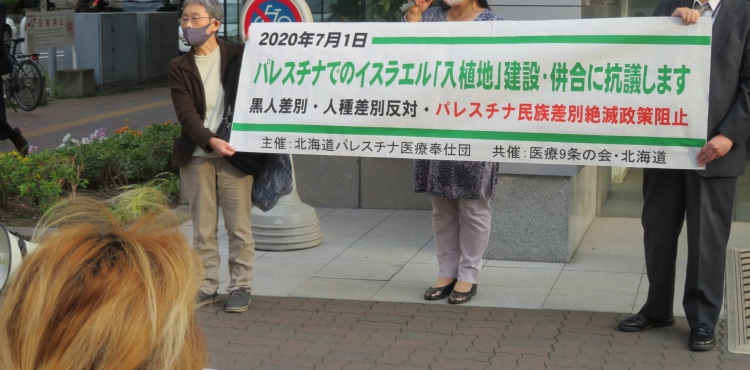 2020年7月1日
パレスチナでのイスラエル「入植地」建設・併合に抗議します
黒人差別・人種差別反対・パレスチナ民族差別絶滅政策阻止
主催：北海道パレスチナ医療奉仕団　共催：医療9条の会・北海道